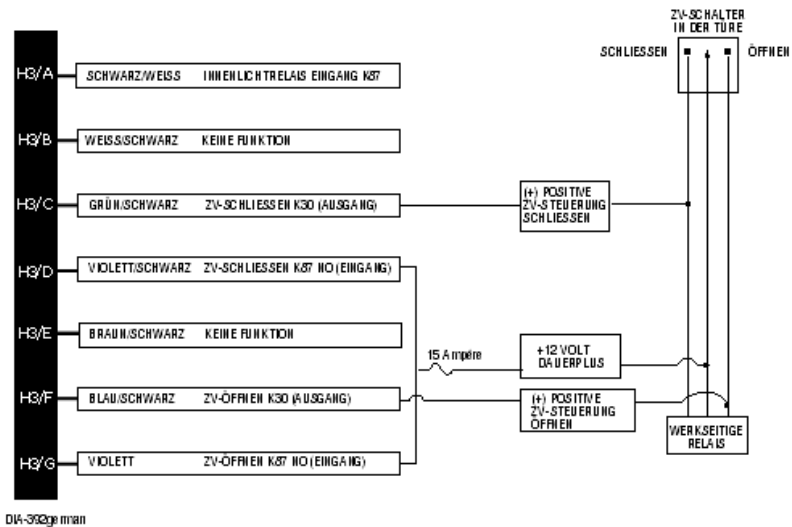 ZV-SCHALTER
IN DER TÜRE
SCHLIESSEN
ÖFFNEN
H3/A SCHWARZ/WEISS INNENLICHTRELAIS EINGANG K87
H3/B WEISS/SCHWARZ KEINE FUNKTION
H3/C GRÜN/SCHWARZ ZV-SCHLIESSEN K30 (AUSGANG)
(+) POSITIVE
ZV-STEUERUNG
SCHLIESSEN
H3/D VIOLETT/SCHWARZ ZV-SCHLIESSEN K87 NO (EINGANG)
H3/E BRAUN/SCHWARZ KEINE FUNKTION
15 Ampére
+12 VOLT
DAUERPLUS
H3/F BLAU/SCHWARZ ZV-ÖFFNEN K30 (AUSGANG)
(+) POSITIVE
ZV-STEUERUNG
ÖFFNEN
WERKSEITIGE
RELAIS
H3/G VIOLETT ZV-ÖFFNEN K87 NO (EINGANG)
DIA-392german